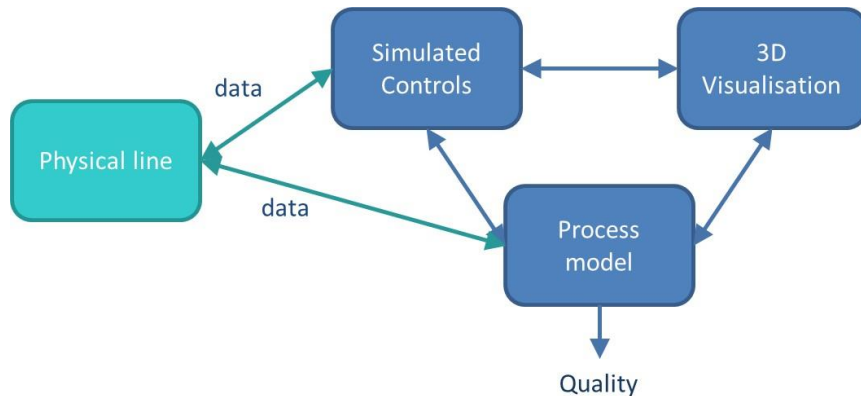 Simulated
Controls
3D
Visualisation
data
Physical line
data
Process
model
Quality